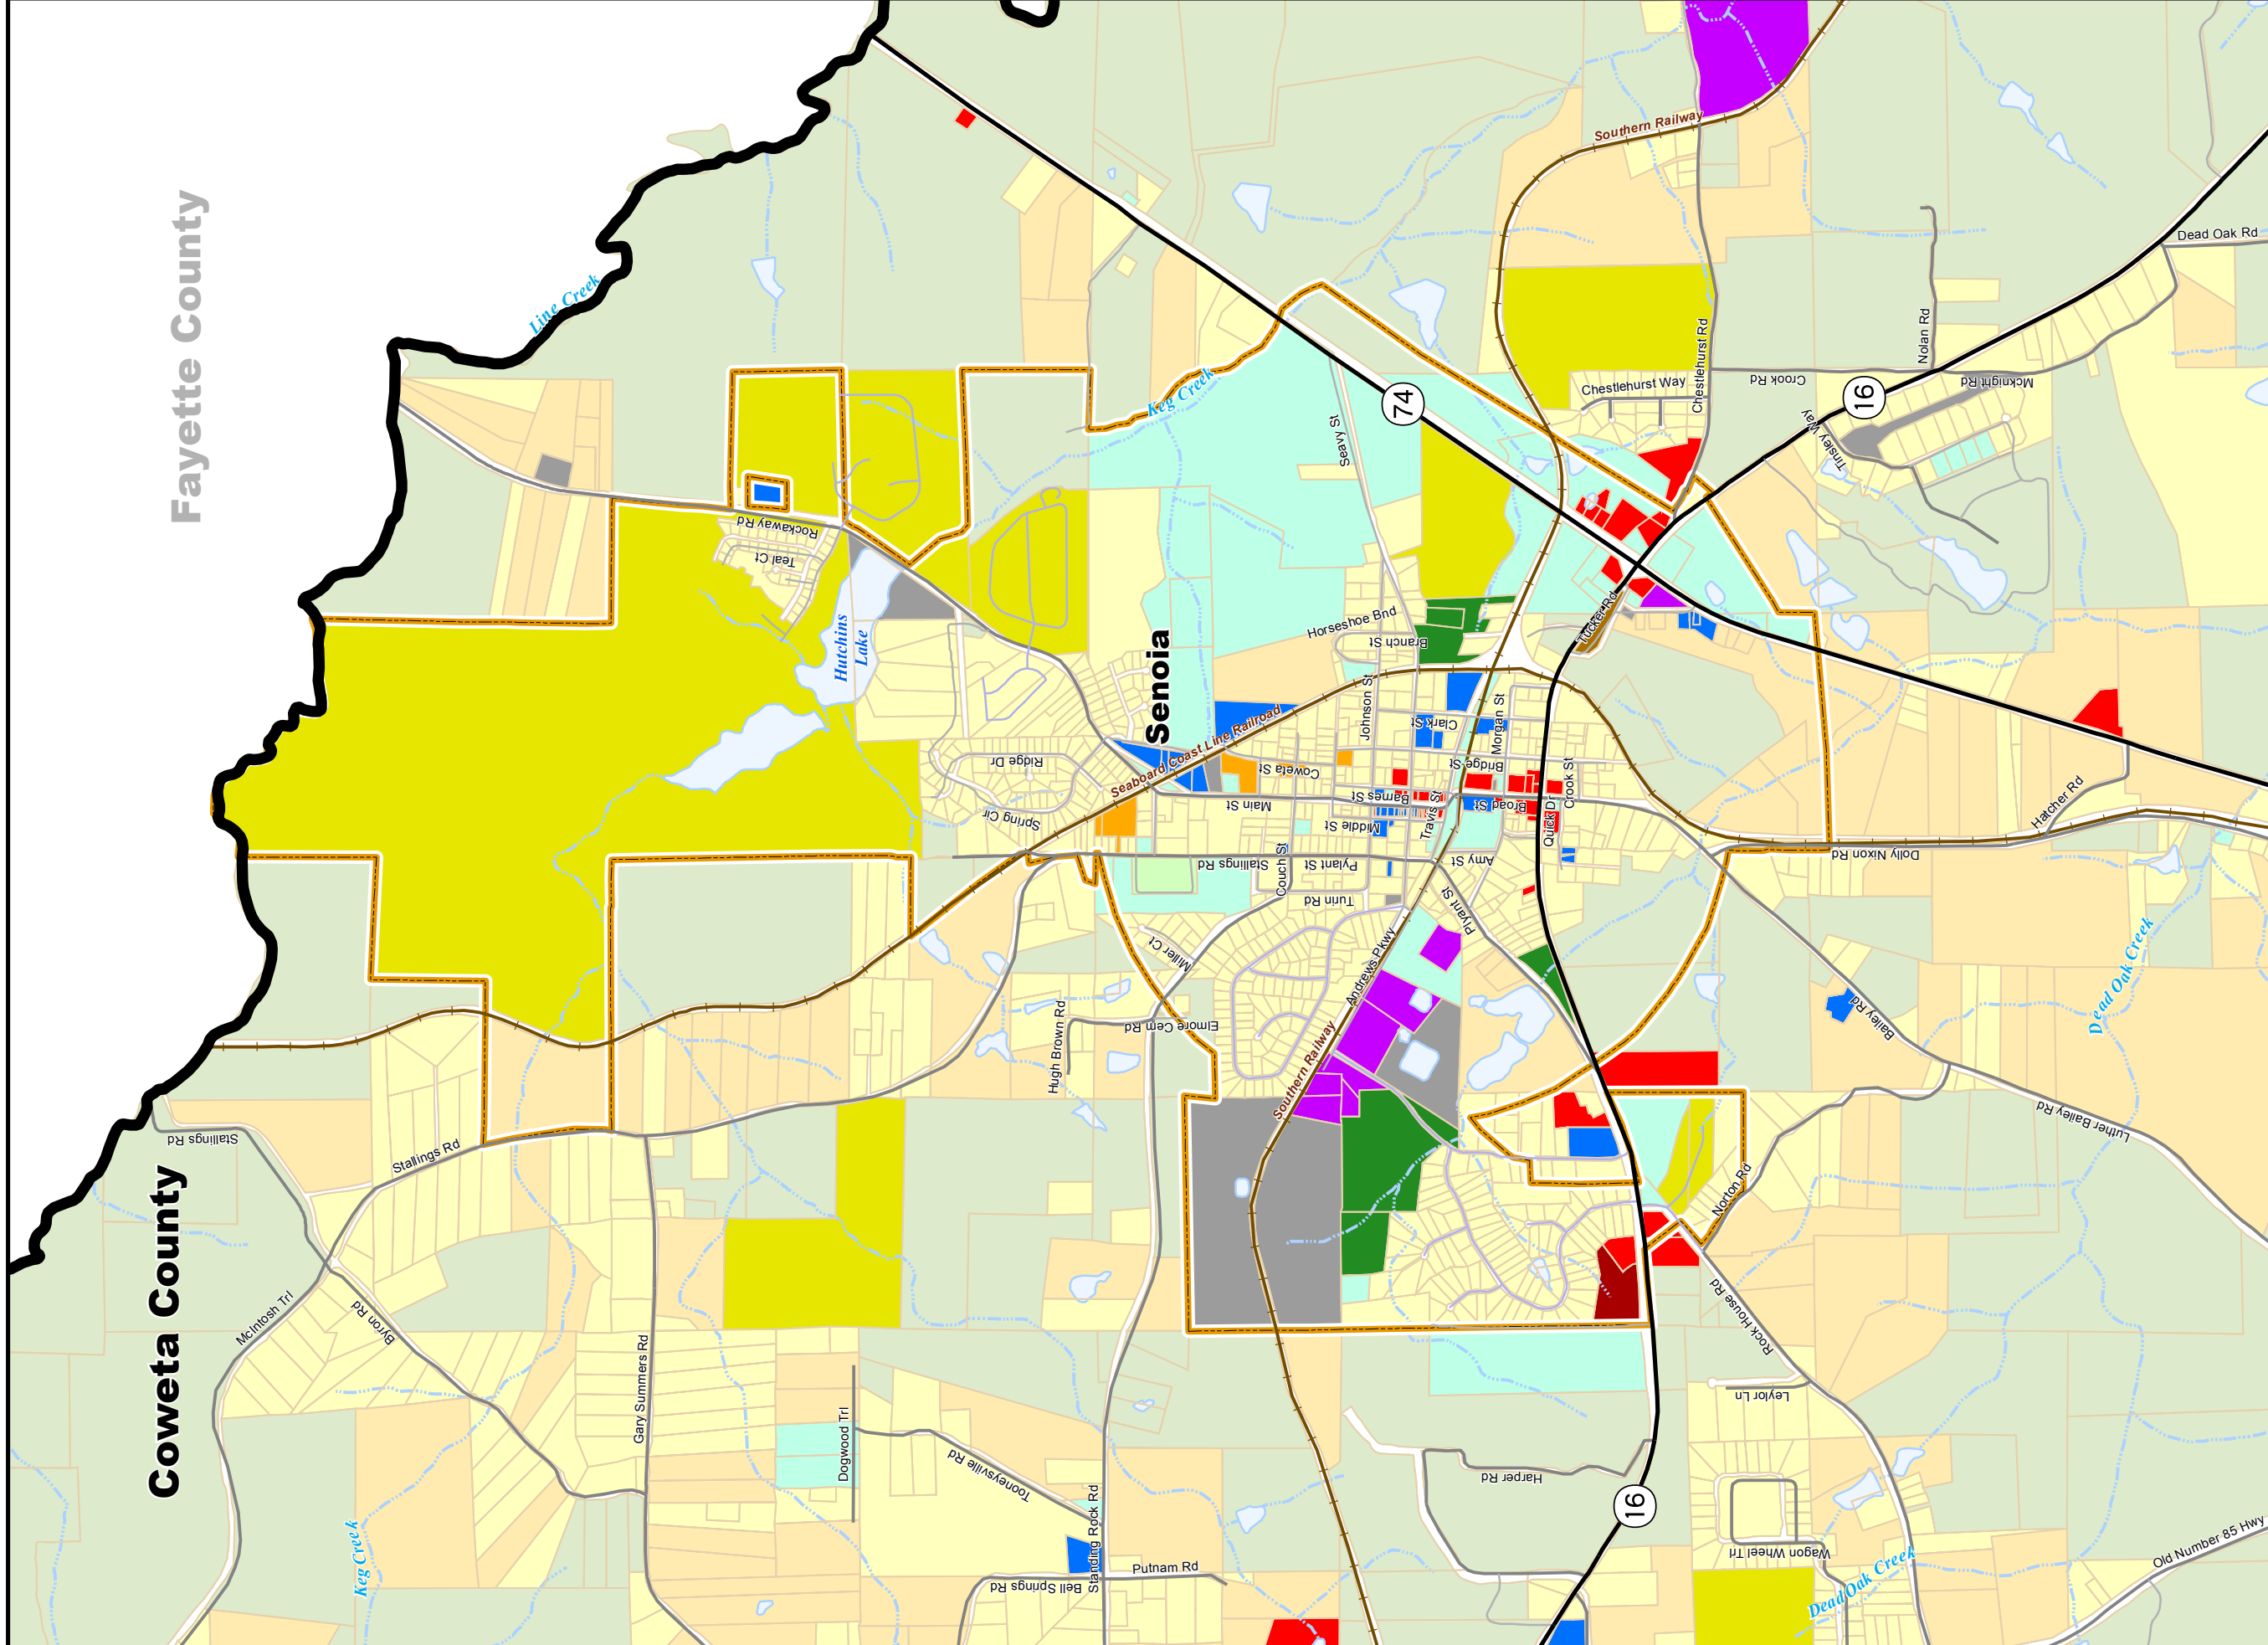 Fayette County
Coweta County
Senoia
Line Creek
Keg Creek
Keg Creek
Hutchins
Lake
Dead Oak Creek
Dead Oak Creek
Southern Railway
Southern Railway
Seaboard Coast Line Railroad
74
16
16
Dead Oak Rd
Nolan Rd
Crook Rd
Mcknight Rd
Chestlehurst Rd
Chestlehurst Way
Tinsley Way
Seavy St
Rockaway Rd
Teal Ct
Horseshoe Bnd
Branch St
Tucker Rd
Johnson St
Clark St
Morgan St
Bridge St
Ridge Dr
Coweta St
Main St
Barnes St
Broad St
Crook St
Quick Dr
Spring Cir
Middle St
Travis St
Amy St
Stallings Rd
Pylant St
Couch St
Turin Rd
Plyant St
Miller Ct
Andrews Pkwy
Hatcher Rd
Dolly Nixon Rd
Bailey Rd
Luther Bailey Rd
Elmore Cem Rd
Hugh Brown Rd
Stallings Rd
Stallings Rd
McIntosh Trl
Byron Rd
Gary Summers Rd
Dogwood Trl
Tooneysville Rd
Standing Rock Rd
Bell Springs Rd
Putnam Rd
Norton Rd
Rock House Rd
Leylor Ln
Harper Rd
Wagon Wheel Trl
Old Number 85 Hwy